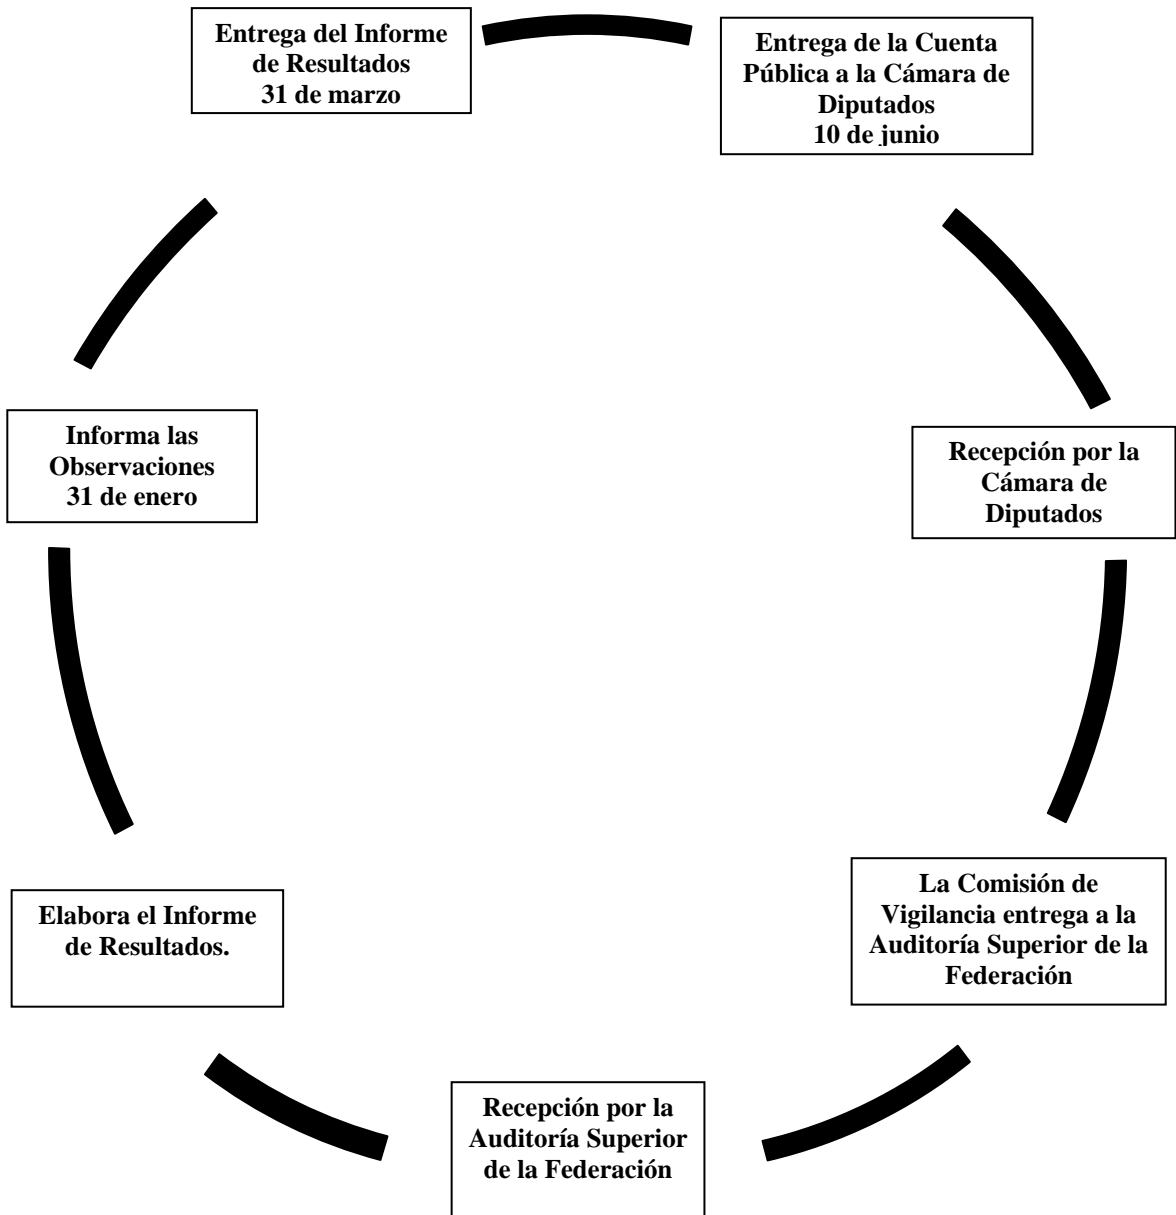 Entrega del Informe
de Resultados
31 de marzo
Entrega de la Cuenta
Pública a la Cámara de
Diputados
10 de junio
Recepción por la
Cámara de
Diputados
La Comisión de
Vigilancia entrega a la
Auditoría Superior de la
Federación
Recepción por la
Auditoría Superior
de la Federación
Elabora el Informe
de Resultados.
Informa las
Observaciones
31 de enero